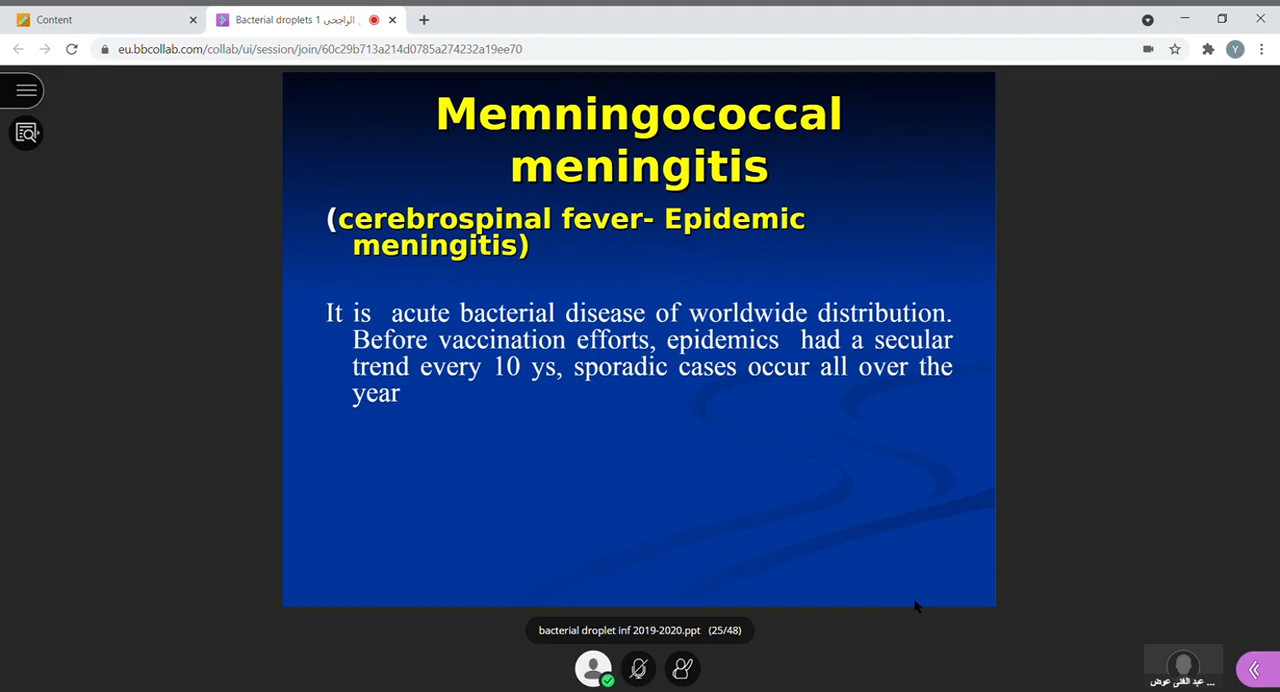 Content
Bacterial droplets 1 الراجحى
eu.bbcollab.com/collab/ui/session/join/60c29b713a214d0785a274232a19ee70
Y
Memningococcal
meningitis
(cerebrospinal fever- Epidemic
meningitis)
It is acute bacterial disease of worldwide distribution.
Before vaccination efforts, epidemics had a secular
trend every 10 ys, sporadic cases occur all over the
year
bacterial droplet inf 2019-2020.ppt (25/48)
عبد الغنى عوض ...